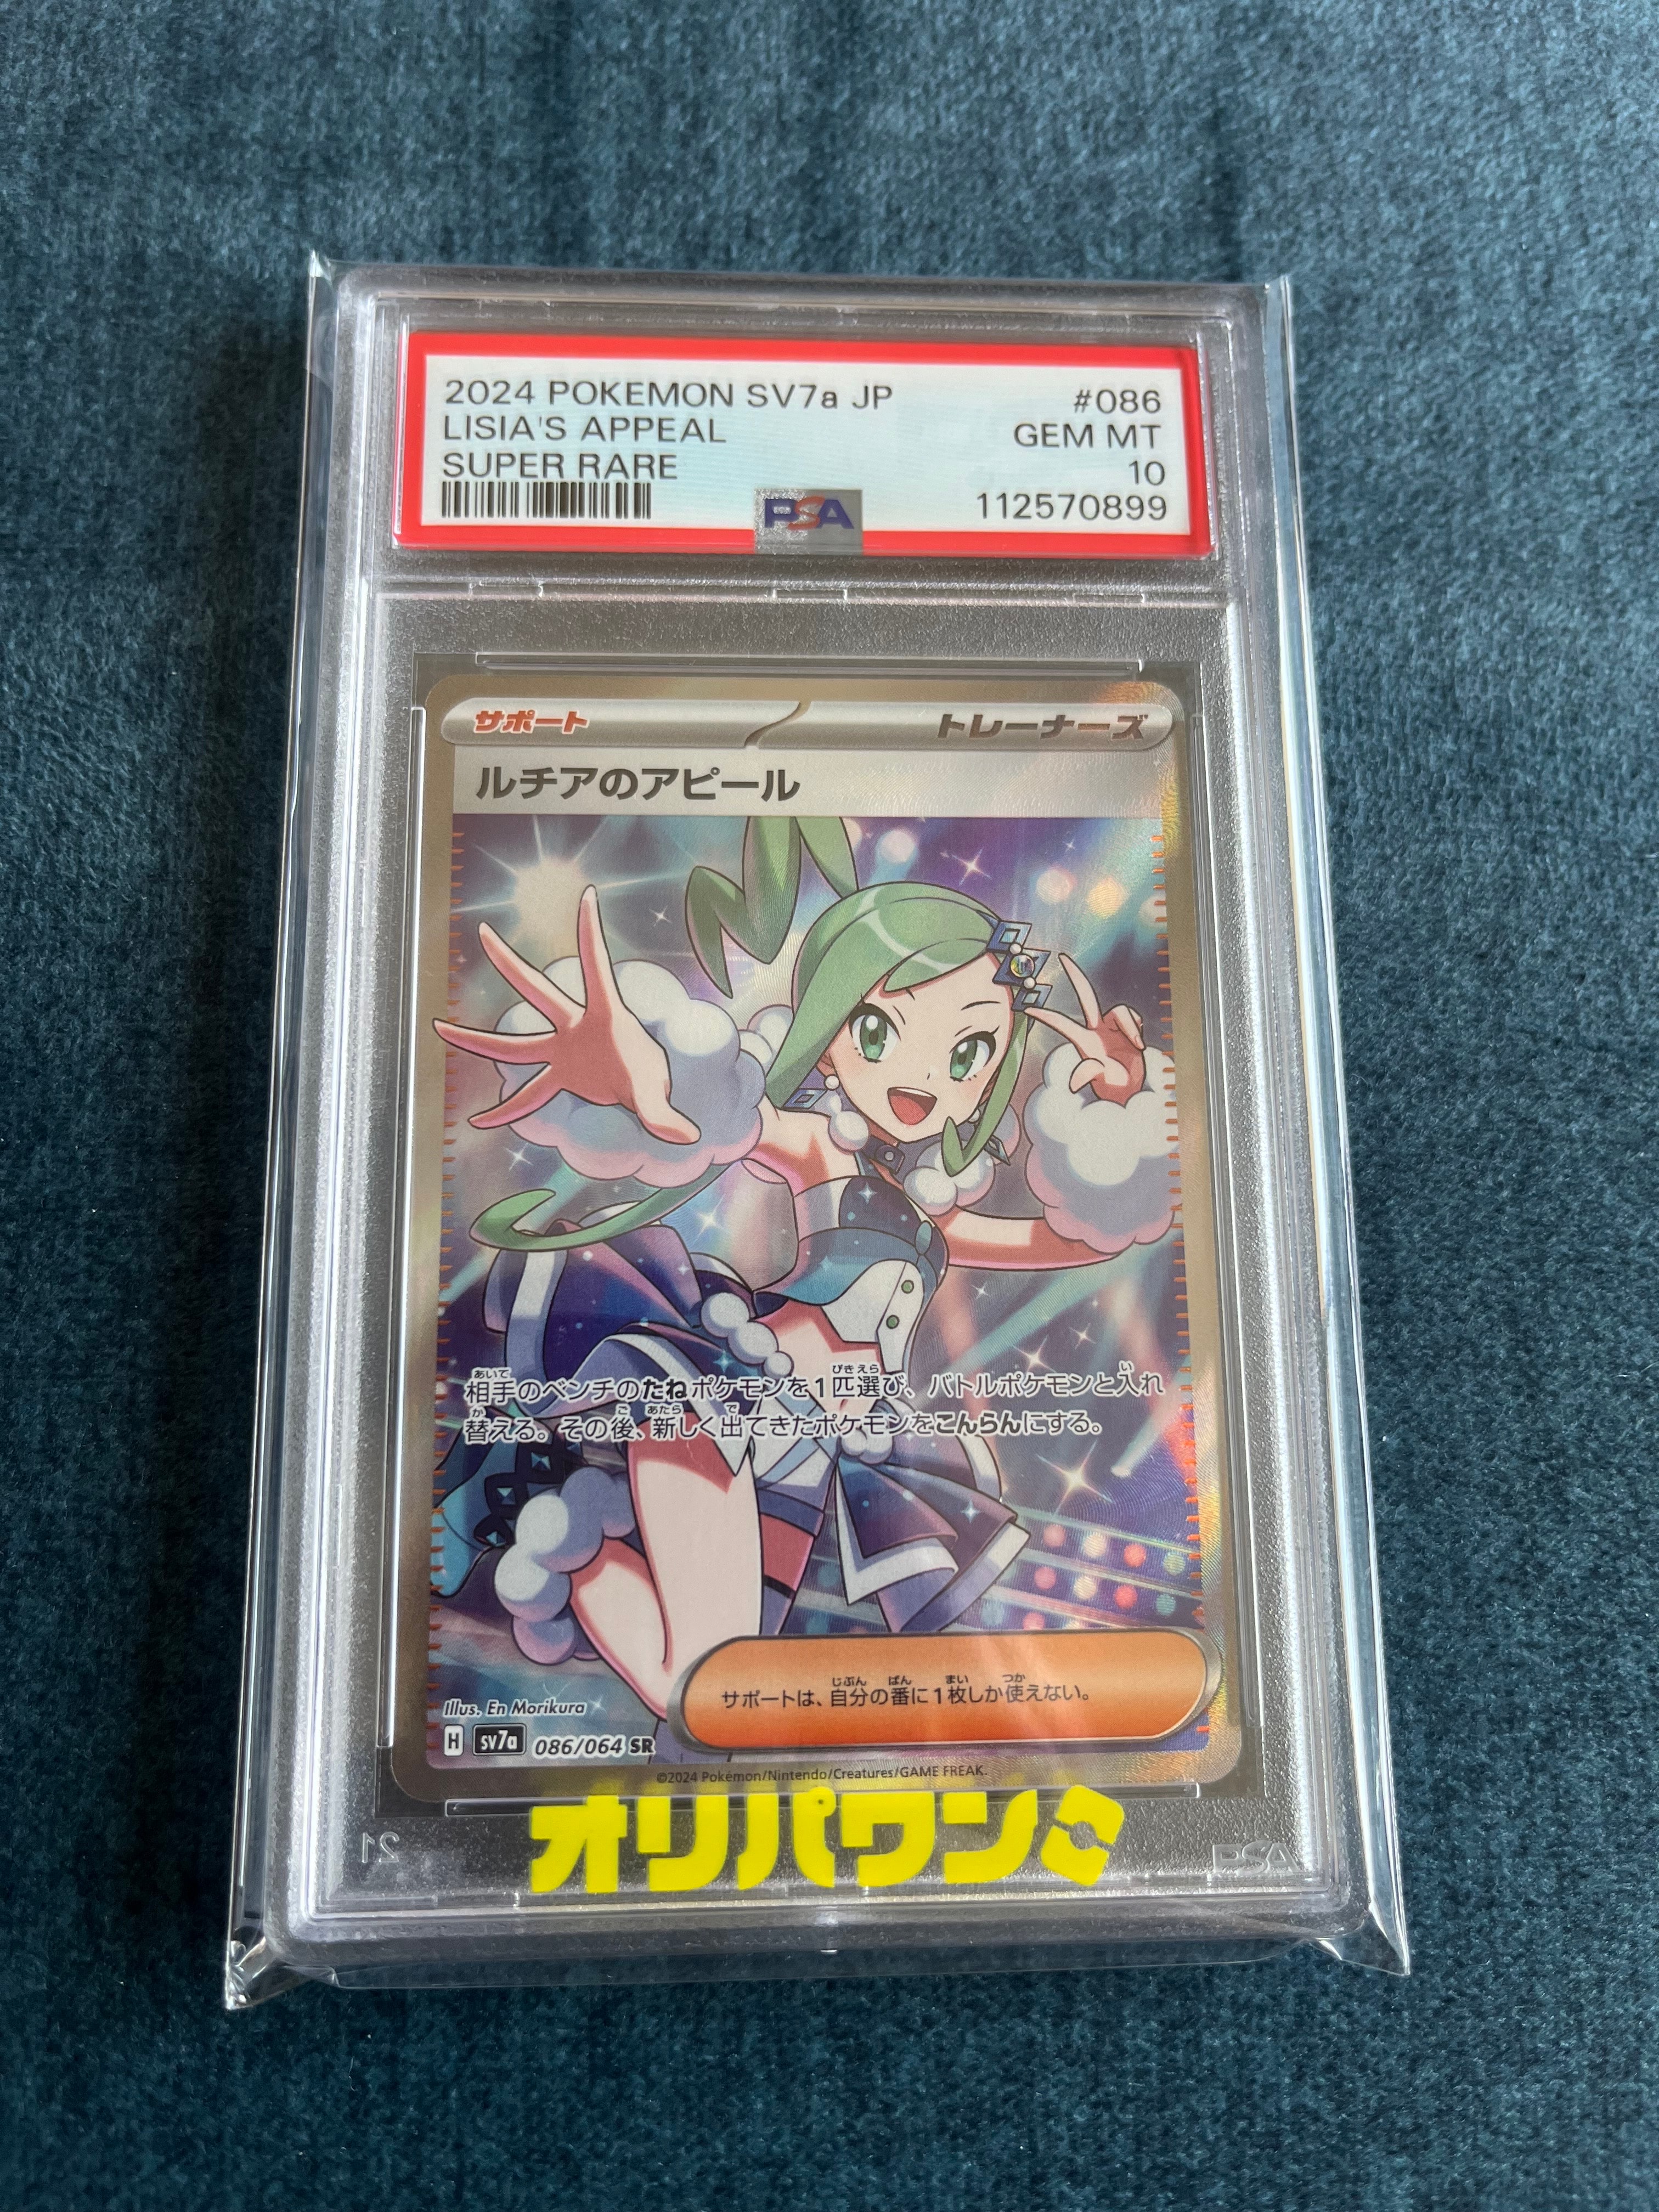 2024 POKEMON SV7a JP #086
LISIA'S APPEAL GEM MT
SUPER RARE 10
PSA 112570899
サポート トレーナーズ
ルチアのアピール
相手のベンチのたねポケモンを1匹選び、バトルポケモンと入れ
替える。その後、新しく出てきたポケモンをこんらんにする。
サポートは、自分の番に1枚しか使えない。
Illus. En Morikura
H SV7a 086/064 SR
©2024 Pokémon/Nintendo/Creatures/GAME FREAK.
オリパワン
21 PSA